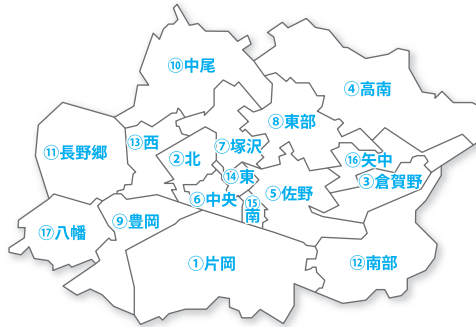 ⑩中尾
④高南
⑧東部
⑬西
⑦塚沢
⑪長野郷
②北
⑯矢中
⑭東
③倉賀野
⑥中央
⑤佐野
⑮南
⑨豊岡
⑰八幡
①片岡
⑫南部